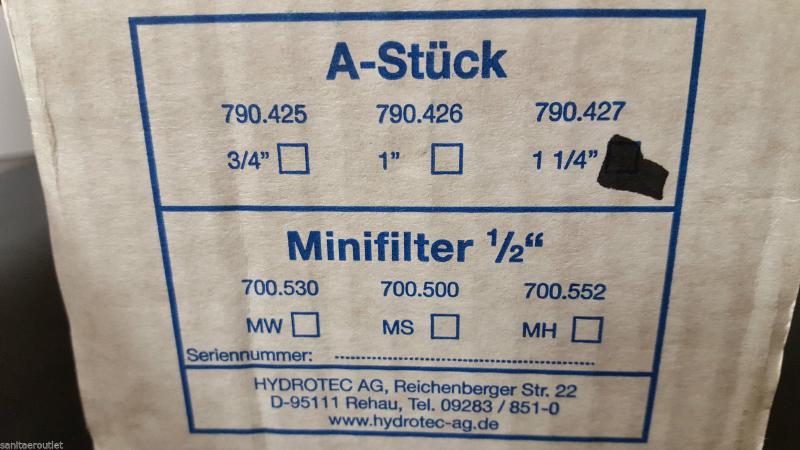 A-Stück
790.425 790.426 790.427
3/4” 1” 1 1/4”
Minifilter ½“
700.530 700.500 700.552
MW MS MH
Seriennummer: ................................................
HYDROTEC AG, Reichenberger Str. 22
D-95111 Rehau, Tel. 09283 / 851-0
www.hydrotec-ag.de
sanitaeroutlet